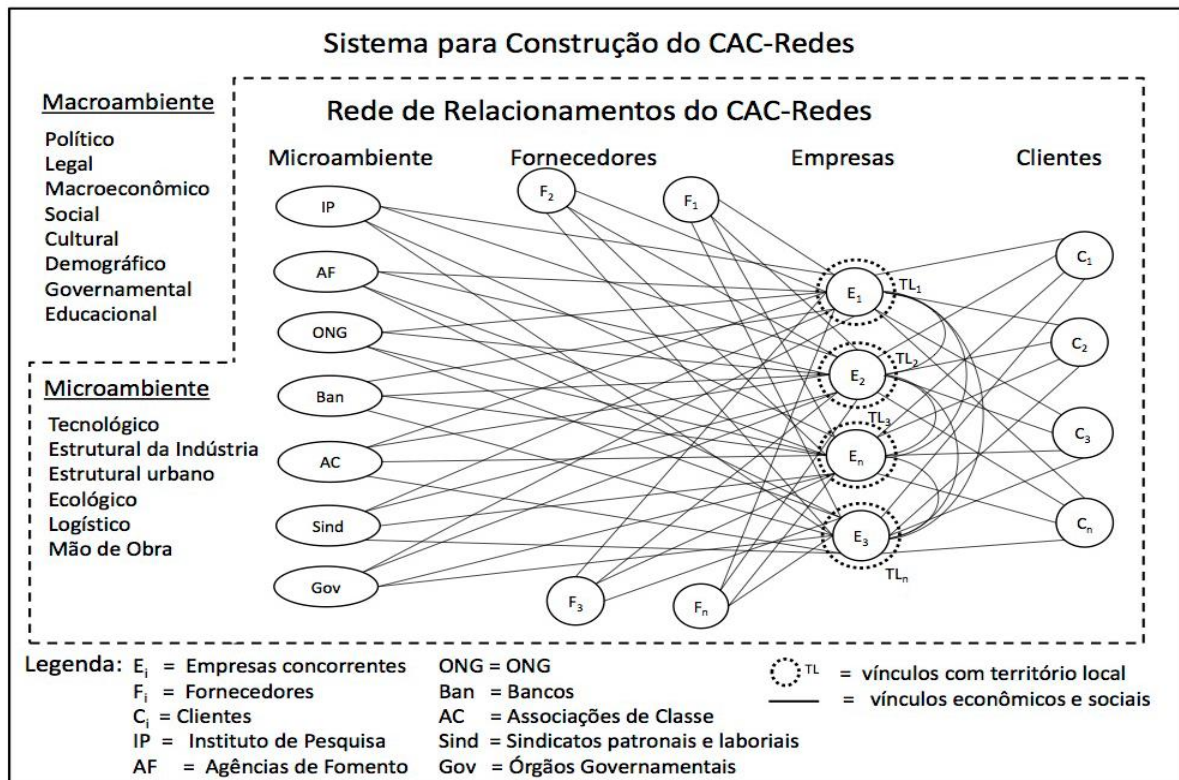 Sistema para Construção do CAC-Redes
Macroambiente
Político
Legal
Macroeconômico
Social
Cultural
Demográfico
Governamental
Educacional
Microambiente
Tecnológico
Estrutural da Indústria
Estrutural urbano
Ecológico
Logístico
Mão de Obra
Rede de Relacionamentos do CAC-Redes
Microambiente Fornecedores Empresas Clientes
IP
AF
ONG
Ban
AC
Sind
Gov
F2
F1
F3
Fn
E1
TL1
E2
TL2
TL3
En
E3
TLn
C1
C2
C3
Cn
Legenda:
Ei = Empresas concorrentes
Fi = Fornecedores
Ci = Clientes
IP = Instituto de Pesquisa
AF = Agências de Fomento
ONG = ONG
Ban = Bancos
AC = Associações de Classe
Sind = Sindicatos patronais e laboriais
Gov = Órgãos Governamentais
TL = vínculos com território local
= vínculos econômicos e sociais